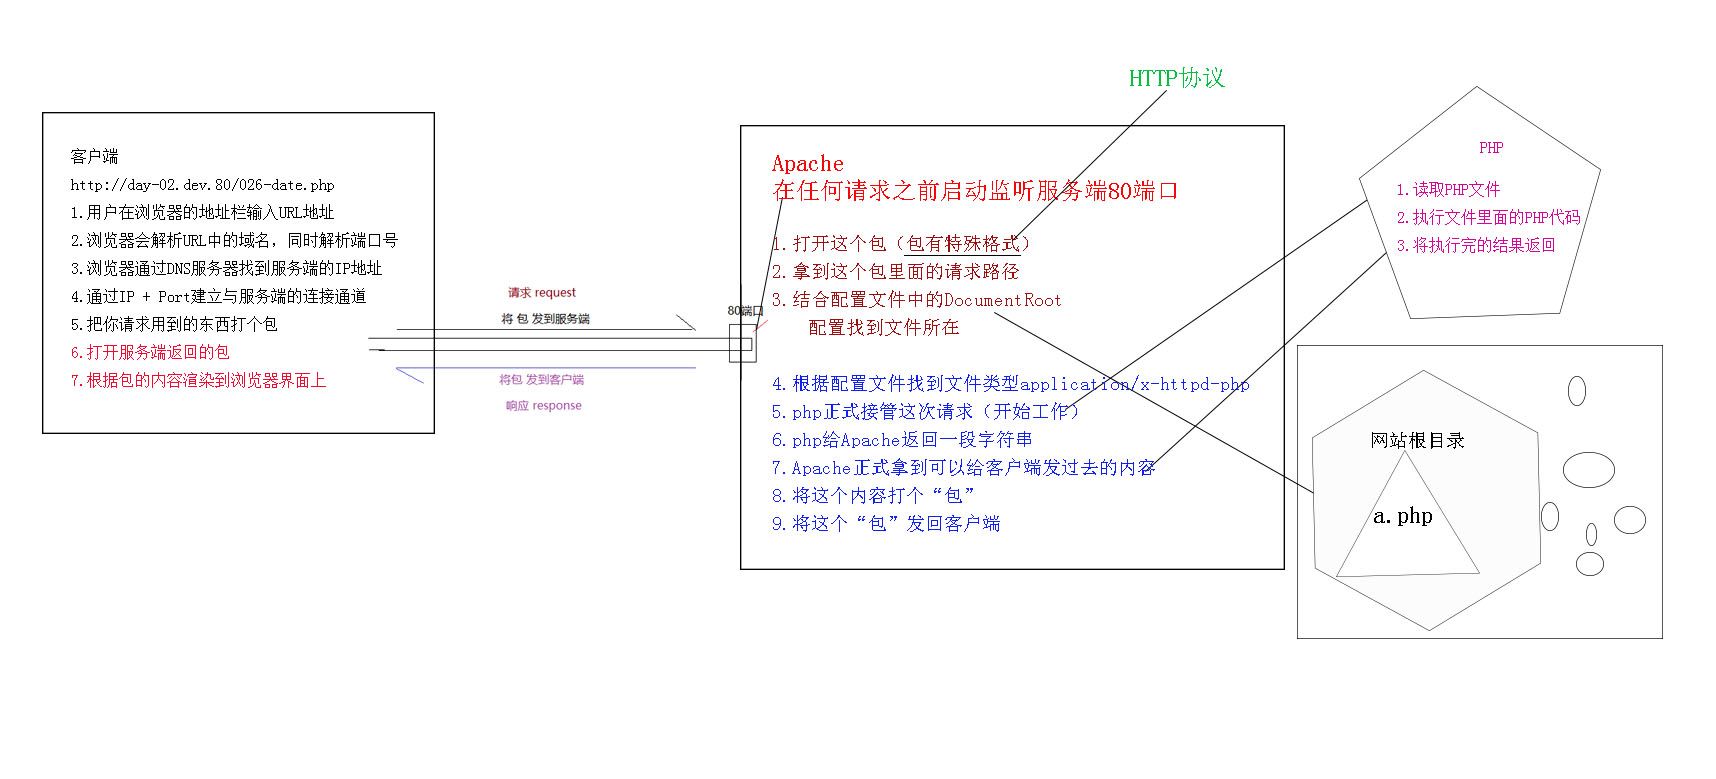 客户端
http://day-02.dev.80/026-date.php
1.用户在浏览器的地址栏输入URL地址
2.浏览器会解析URL中的域名，同时解析端口号
3.浏览器通过DNS服务器找到服务端的IP地址
4.通过IP + Port建立与服务端的连接通道
5.把你请求用到的东西打个包
6.打开服务端返回的包
7.根据包的内容渲染到浏览器界面上
请求 request
将 包 发到服务端
将包 发到客户端
响应 response
80端口
HTTP协议
Apache
在任何请求之前启动监听服务端80端口
1.打开这个包（包有特殊格式）
2.拿到这个包里面的请求路径
3.结合配置文件中的DocumentRoot
配置找到文件所在
4.根据配置文件找到文件类型application/x-httpd-php
5.php正式接管这次请求（开始工作）
6.php给Apache返回一段字符串
7.Apache正式拿到可以给客户端发过去的内容
8.将这个内容打个“包”
9.将这个“包”发回客户端
PHP
1.读取PHP文件
2.执行文件里面的PHP代码
3.将执行完的结果返回
网站根目录
a.php